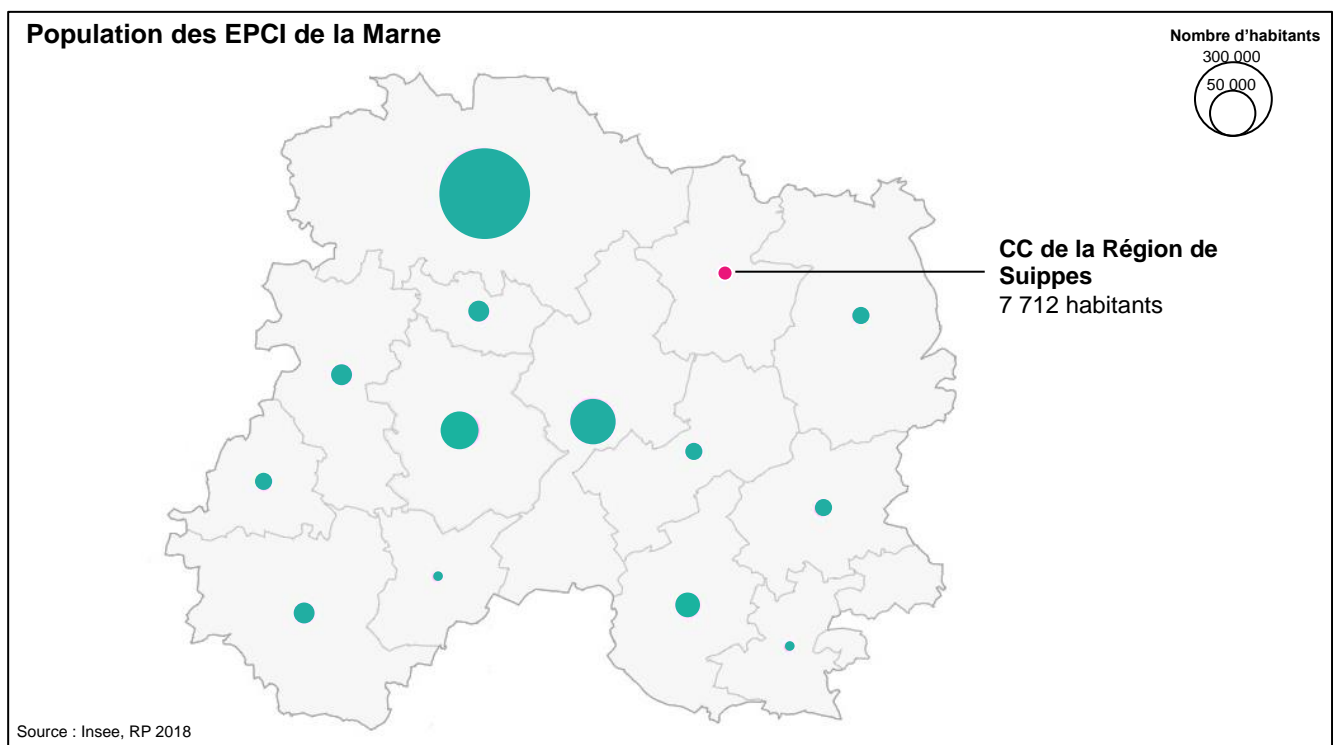 Population des EPCI de la Marne
Nombre d’habitants
300 000
50 000
CC de la Région de
Suippes
7 712 habitants
Source : Insee, RP 2018